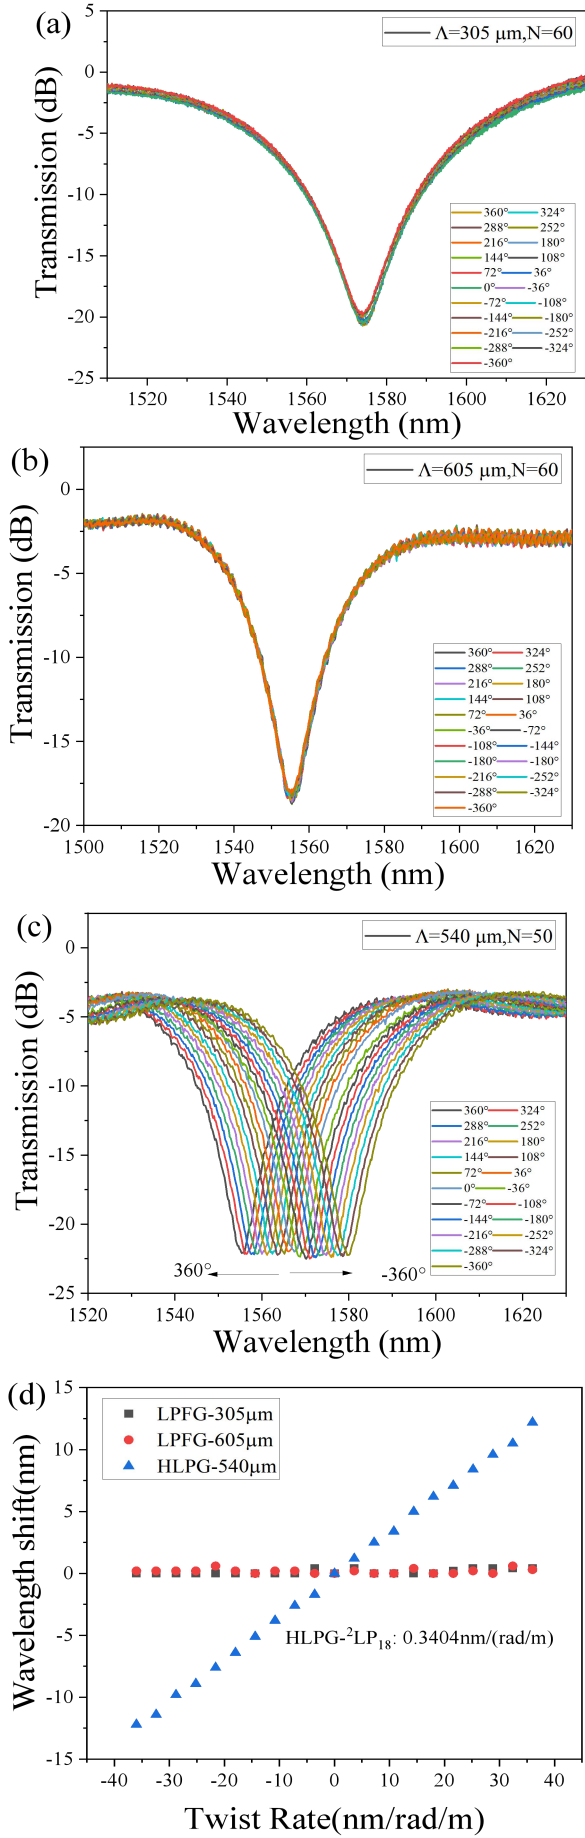 (a)
Λ=305 μm,N=60
5
0
-5
-10
-15
-20
-25
Transmission (dB)
360° 324°
288° 252°
216° 180°
144° 108°
72° 36°
0° -36°
-72° -108°
-144° -180°
-216° -252°
-288° -324°
-360°
1520 1540 1560 1580 1600 1620
Wavelength (nm)
(b)
Λ=605 μm,N=60
0
-5
-10
-15
-20
Transmission (dB)
360° 324°
288° 252°
216° 180°
144° 108°
72° 36°
-36° -72°
-108° -144°
-180° -180°
-216° -252°
-288° -324°
-360°
1500 1520 1540 1560 1580 1600 1620
Wavelength (nm)
(c)
Λ=540 μm,N=50
0
-5
-10
-15
-20
-25
Transmission (dB)
360° 324°
288° 252°
216° 180°
144° 108°
72° 36°
0° -36°
-72° -108°
-144° -180°
-216° -252°
-288° -324°
-360°
360° -360°
1520 1540 1560 1580 1600 1620
Wavelength (nm)
(d)
LPFG-305μm
LPFG-605μm
HLPG-540μm
15
10
5
0
-5
-10
-15
Wavelength shift(nm)
HLPG-²LP₁₈: 0.3404nm/(rad/m)
-40 -30 -20 -10 0 10 20 30 40
Twist Rate(nm/rad/m)